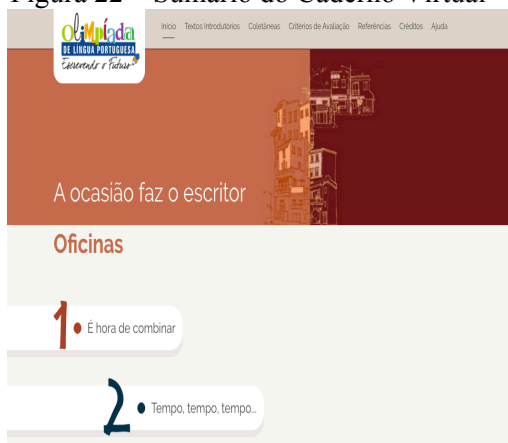 Figura 22 – Sumário do Caderno Virtual
Olimpíada
DE LÍNGUA PORTUGUESA
Escrevendo o Futuro
Início Textos Introdutórios Coletâneas Critérios de Avaliação Referências Créditos Ajuda
A ocasião faz o escritor
Oficinas
1 • É hora de combinar
2 • Tempo, tempo, tempo...